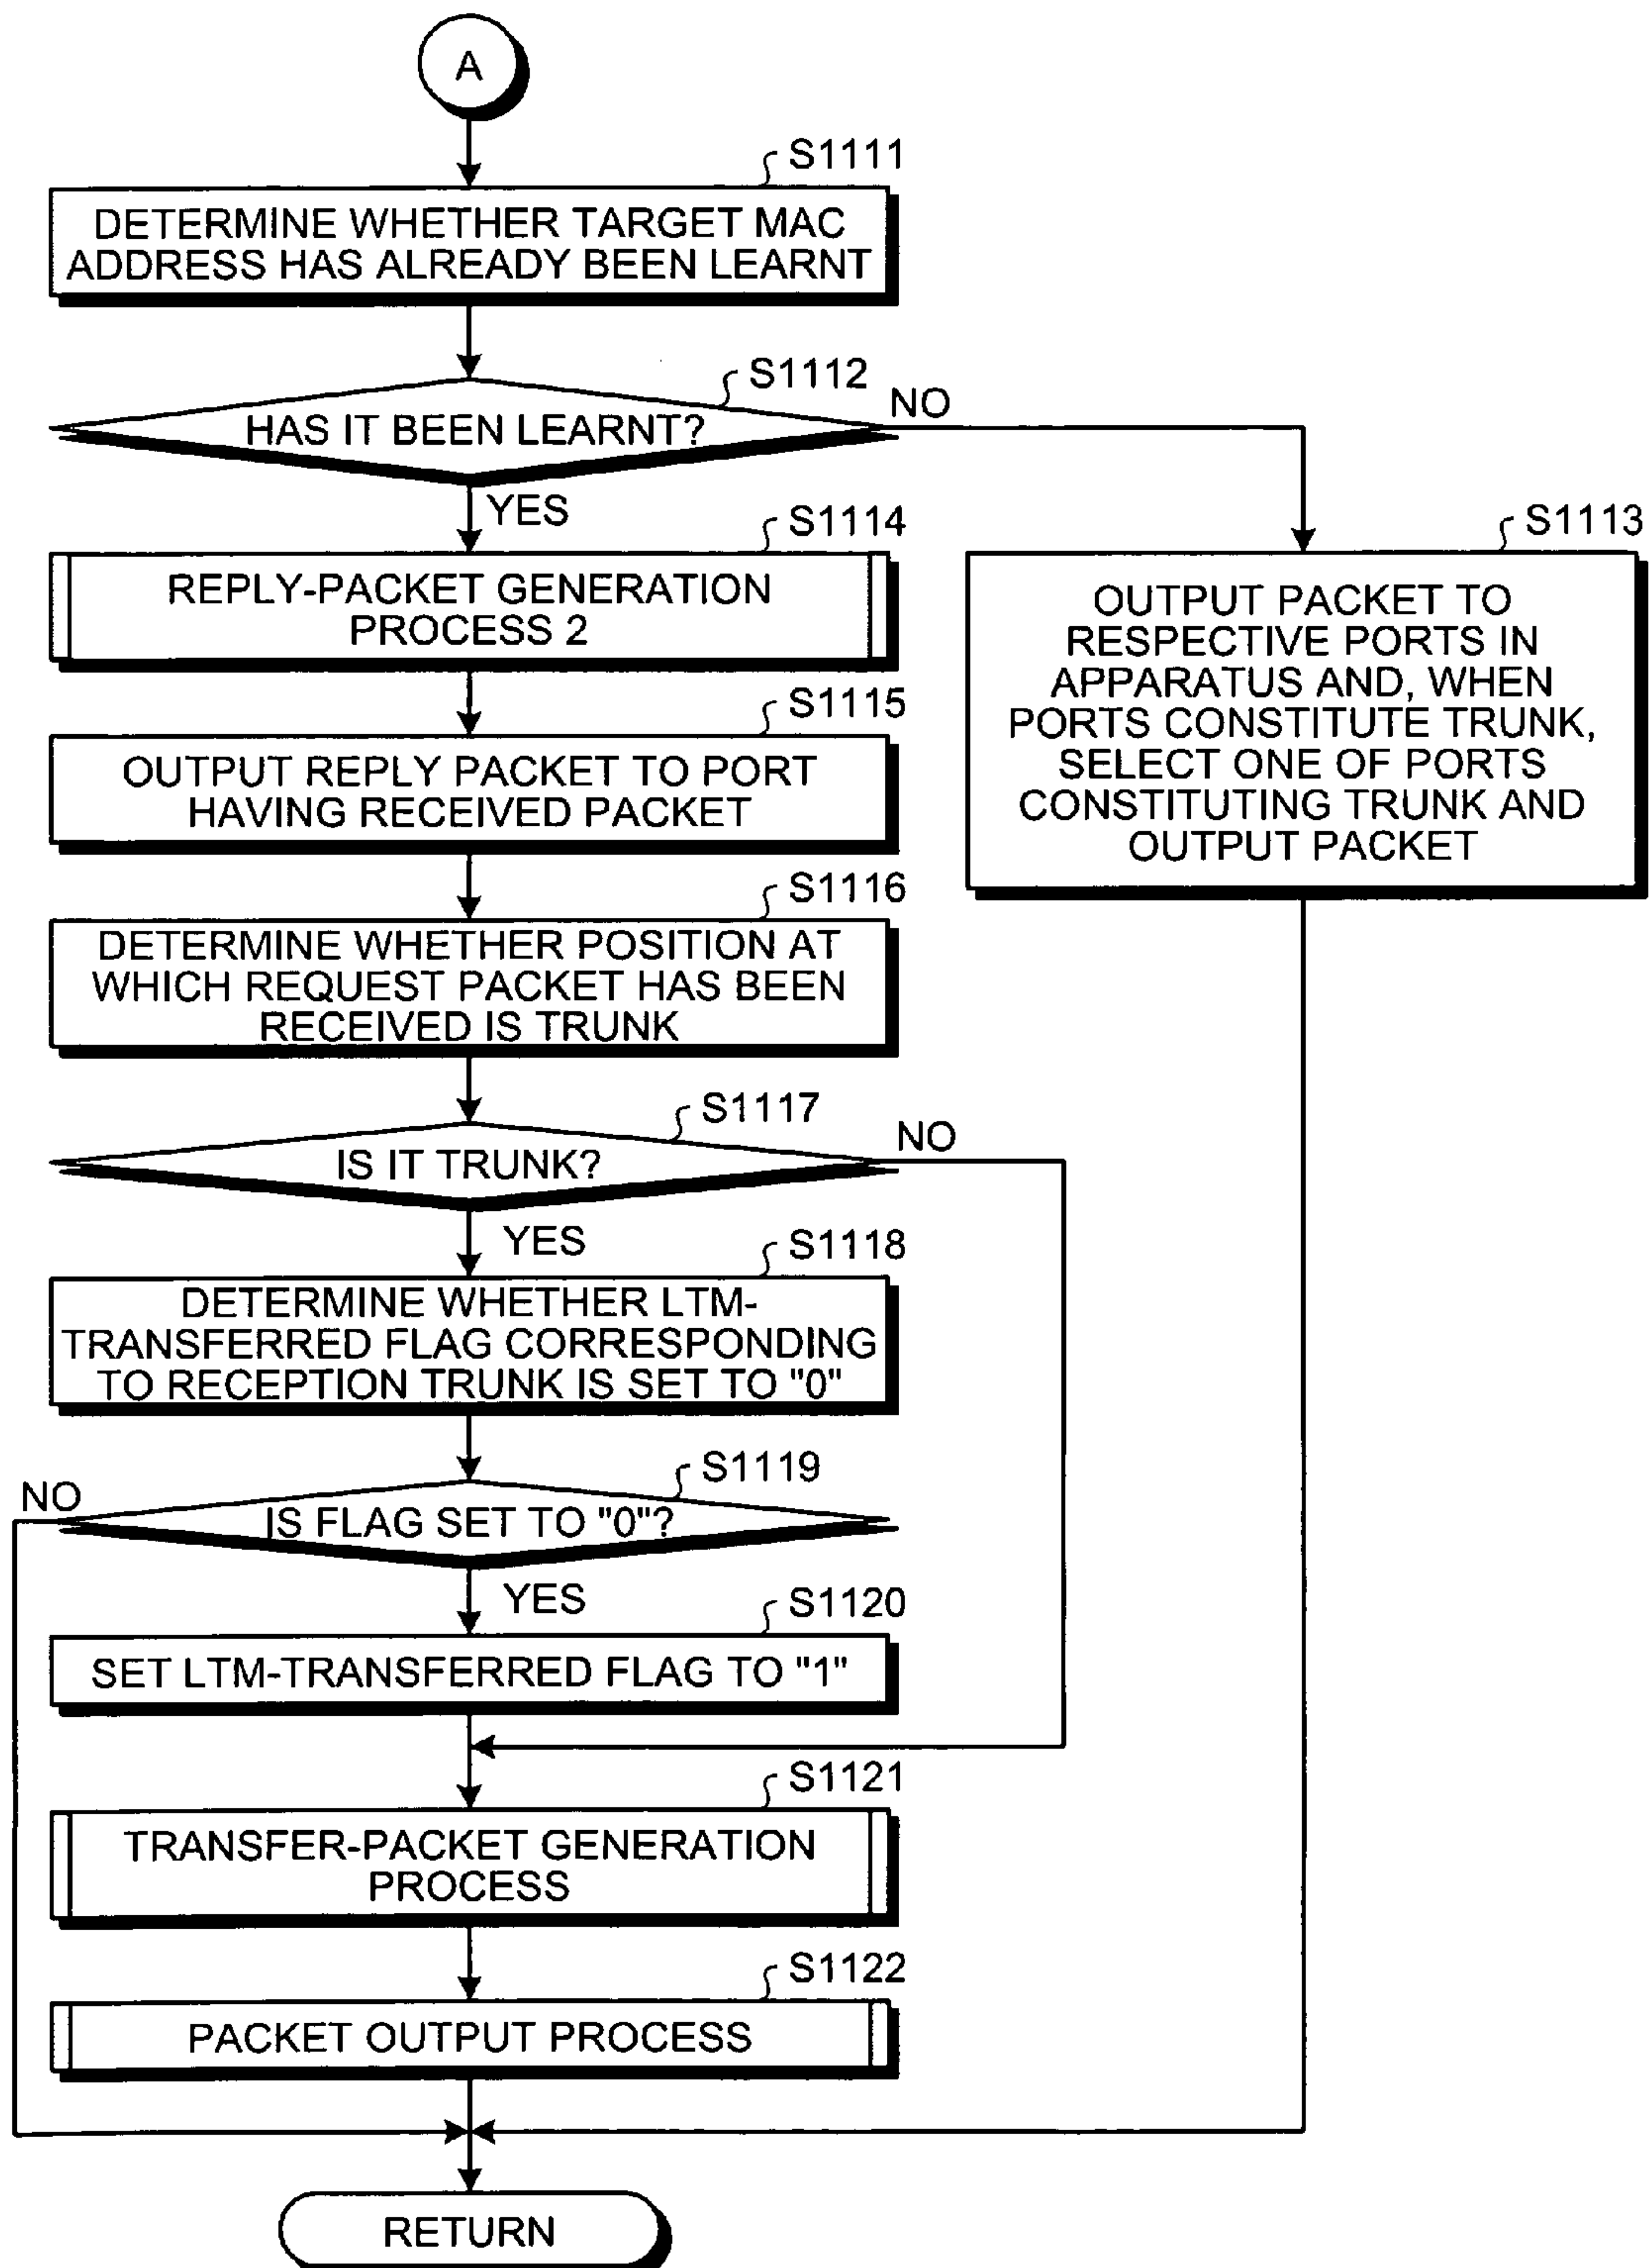 A
S1111
DETERMINE WHETHER TARGET MAC
ADDRESS HAS ALREADY BEEN LEARNT
S1112
HAS IT BEEN LEARNT?
NO
YES
S1114
REPLY-PACKET GENERATION
PROCESS 2
S1113
OUTPUT PACKET TO
RESPECTIVE PORTS IN
APPARATUS AND, WHEN
PORTS CONSTITUTE TRUNK,
SELECT ONE OF PORTS
CONSTITUTING TRUNK AND
OUTPUT PACKET
S1115
OUTPUT REPLY PACKET TO PORT
HAVING RECEIVED PACKET
S1116
DETERMINE WHETHER POSITION AT
WHICH REQUEST PACKET HAS BEEN
RECEIVED IS TRUNK
S1117
IS IT TRUNK?
NO
YES
S1118
DETERMINE WHETHER LTM-
TRANSFERRED FLAG CORRESPONDING
TO RECEPTION TRUNK IS SET TO "0"
S1119
IS FLAG SET TO "0"?
NO
YES
S1120
SET LTM-TRANSFERRED FLAG TO "1"
S1121
TRANSFER-PACKET GENERATION
PROCESS
S1122
PACKET OUTPUT PROCESS
RETURN